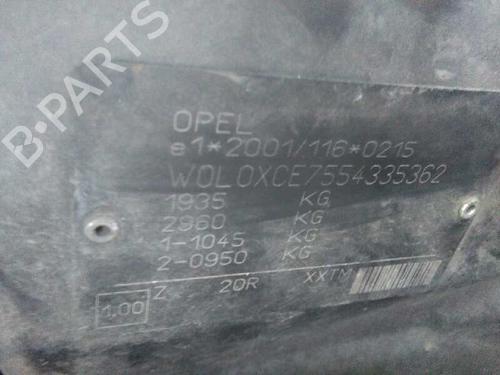 OPEL
e1*2001/116*0215
W0L0XCE7554335362
1935 KG
2960 KG
1-1045 KG
2-0950 KG
1.00 Z 20R XXTM
B-PARTS